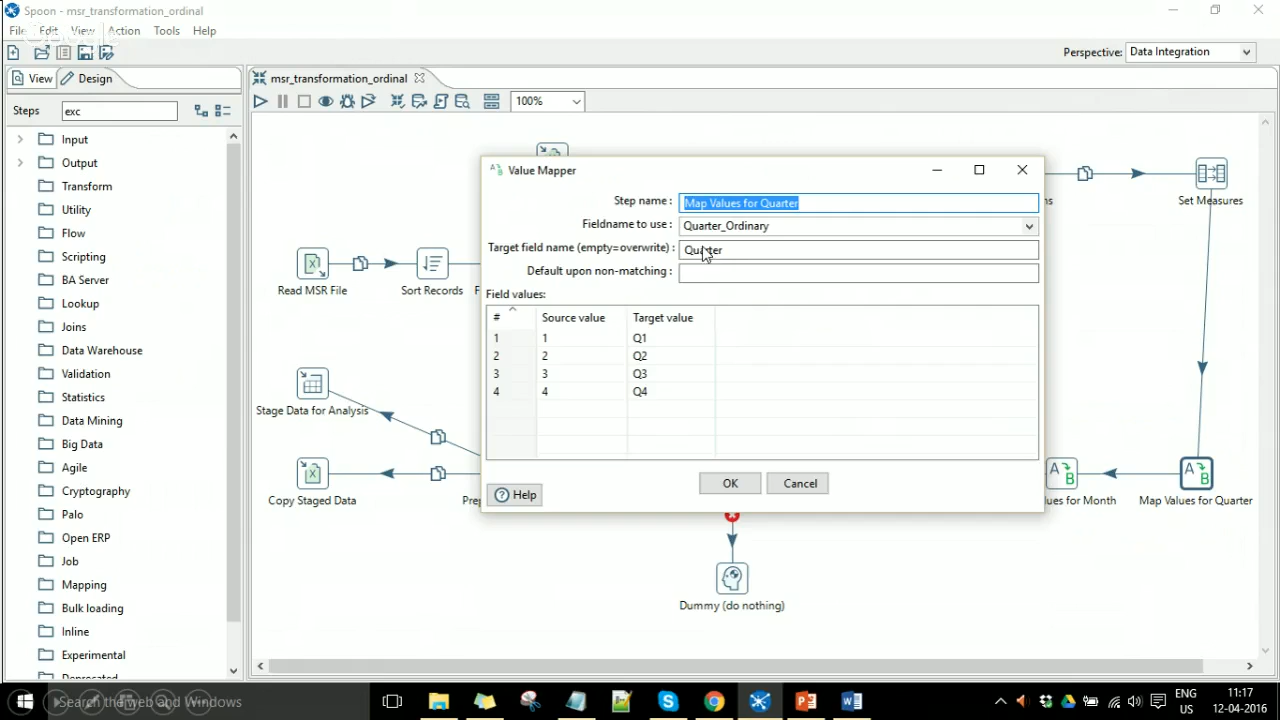 Spoon - msr_transformation_ordinal
File Edit View Action Tools Help
Perspective: Data Integration
View Design
msr_transformation_ordinal
Steps exc
100%
Input
Output
Transform
Utility
Flow
Scripting
BA Server
Lookup
Joins
Data Warehouse
Validation
Statistics
Data Mining
Big Data
Agile
Cryptography
Palo
Open ERP
Job
Mapping
Bulk loading
Inline
Experimental
Deprecated
Read MSR File
Sort Records
Set Measures
Stage Data for Analysis
Copy Staged Data
Map Values for Quarter
Dummy (do nothing)
Value Mapper
Step name : Map Values for Quarter
Fieldname to use : Quarter_Ordinary
Target field name (empty=overwrite) : Quarter
Default upon non-matching :
Field values:
# Source value Target value
1 1 Q1
2 2 Q2
3 3 Q3
4 4 Q4
Help
OK
Cancel
ues for Month
Search the web and Windows
ENG
US
11:17
12-04-2016